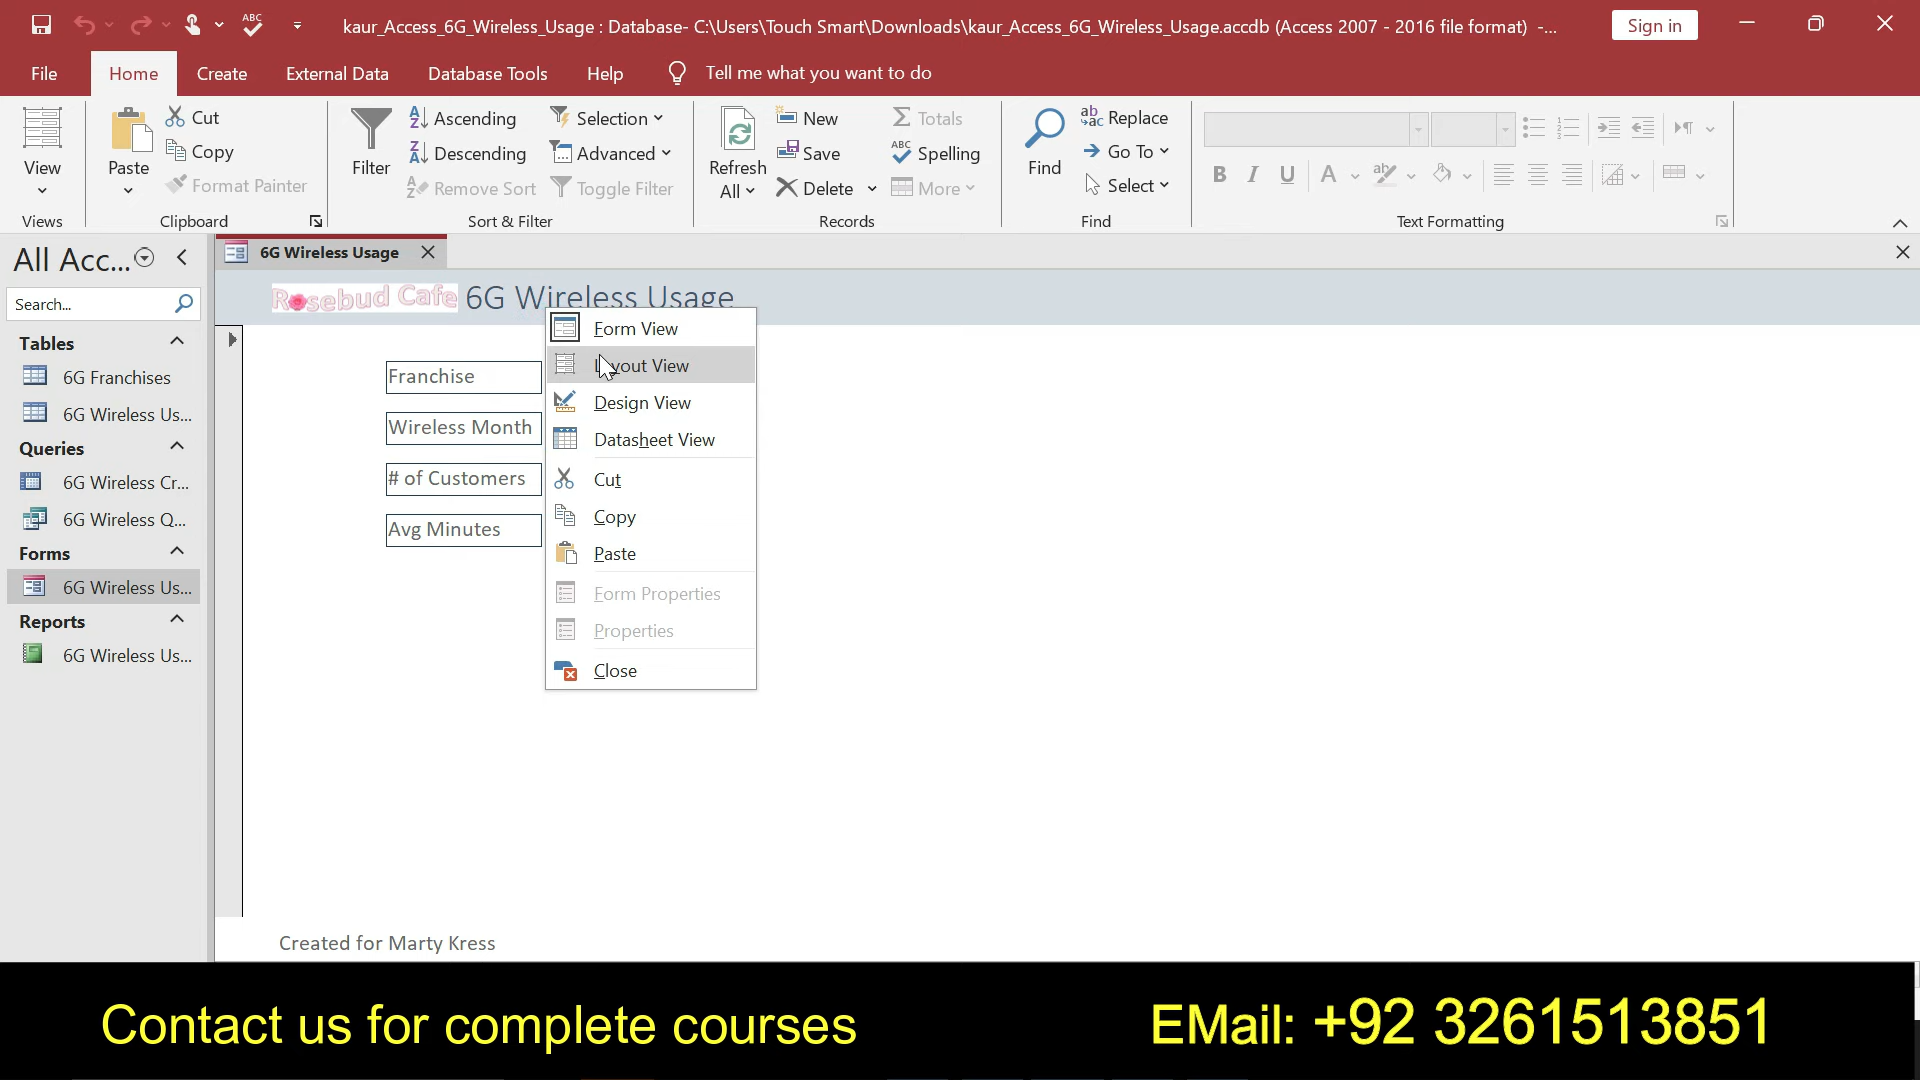 kaur_Access_6G_Wireless_Usage : Database- C:\Users\Touch Smart\Downloads\kaur_Access_6G_Wireless_Usage.accdb (Access 2007 - 2016 file format) -...
Sign in
File Home Create External Data Database Tools Help Tell me what you want to do
View
Views
Paste
Cut
Copy
Format Painter
Clipboard
Filter
Ascending
Descending
Remove Sort
Selection
Advanced
Toggle Filter
Sort & Filter
Refresh
All
New
Save
Delete
Totals
Spelling
More
Records
Find
Replace
Go To
Select
Find
Text Formatting
All Acc...
Search...
Tables
6G Franchises
6G Wireless Us...
Queries
6G Wireless Cr...
6G Wireless Q...
Forms
6G Wireless Us...
Reports
6G Wireless Us...
6G Wireless Usage
Rosebud Cafe 6G Wireless Usage
Franchise
Wireless Month
# of Customers
Avg Minutes
Form View
Layout View
Design View
Datasheet View
Cut
Copy
Paste
Form Properties
Properties
Close
Created for Marty Kress
Contact us for complete courses
EMail: +92 3261513851